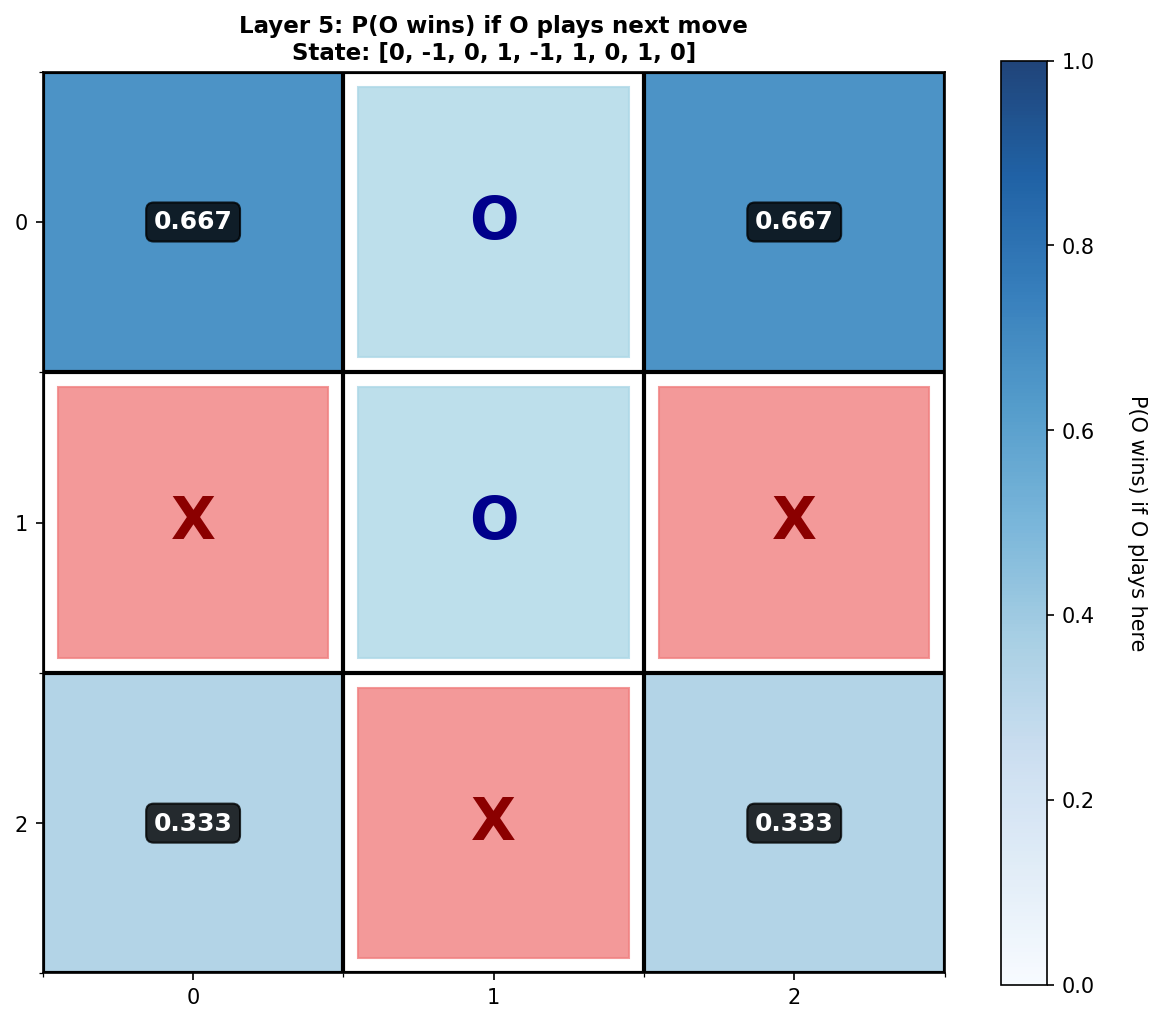 Layer 5: P(O wins) if O plays next move
State: [0, -1, 0, 1, -1, 1, 0, 1, 0]
0
0.667
O
0.667
1
X
O
X
2
0.333
X
0.333
0
1
2
1.0
0.8
0.6
0.4
0.2
0.0
P(O wins) if O plays here